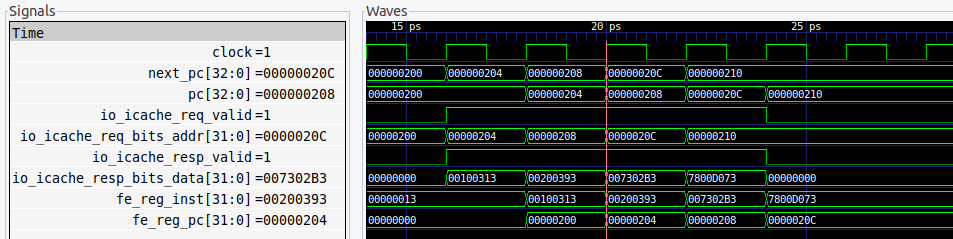 Signals
Waves
Time
15 ps 20 ps 25 ps
clock =1
next_pc[32:0] =00000020C 000000200 000000204 000000208 00000020C 000000210
pc[32:0] =000000208 000000200 000000204 000000208 00000020C 000000210
io_icache_req_valid =1
io_icache_req_bits_addr[31:0] =0000020C 00000200 00000204 00000208 0000020C 00000210
io_icache_resp_valid =1
io_icache_resp_bits_data[31:0] =007302B3 00000000 00100313 00200393 007302B3 7800D073 00000000
fe_reg_inst[31:0] =00200393 00000013 00100313 00200393 007302B3 7800D073
fe_reg_pc[31:0] =00000204 00000000 00000200 00000204 00000208 0000020C